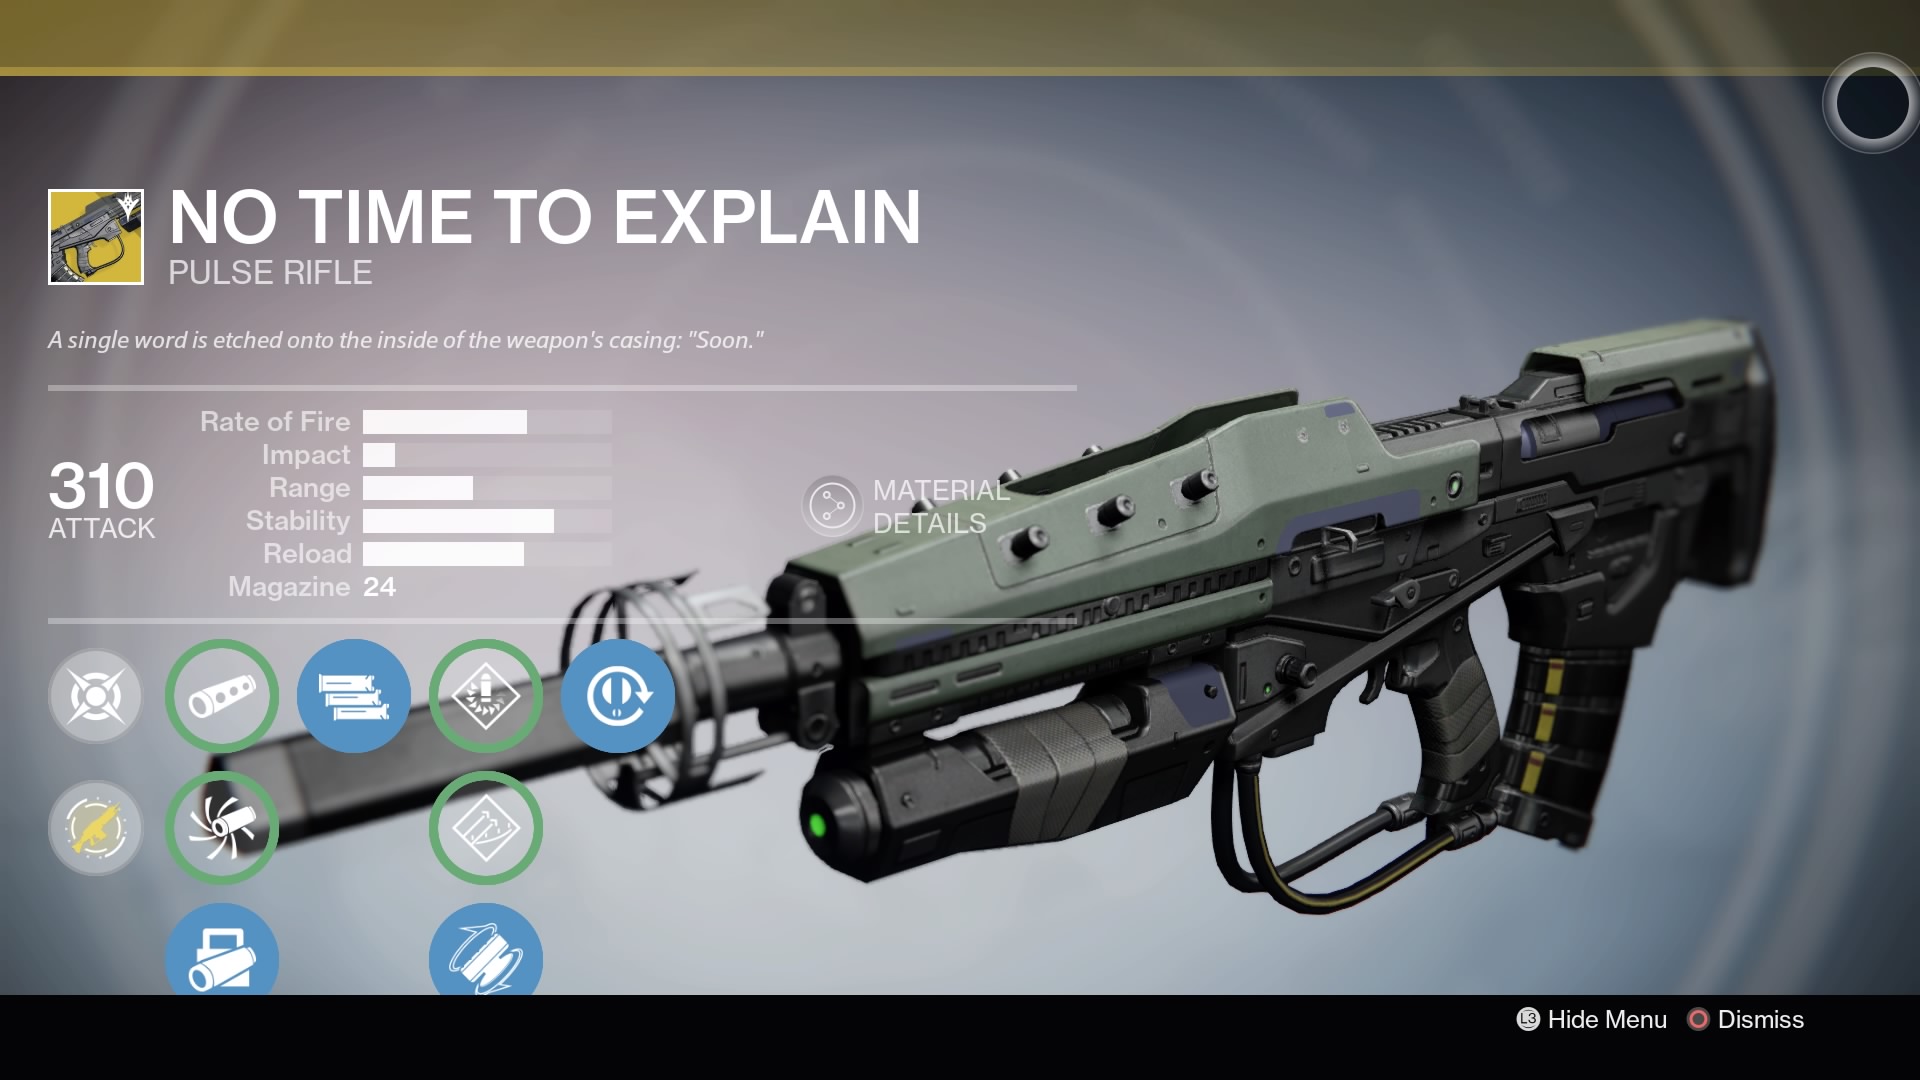 NO TIME TO EXPLAIN
PULSE RIFLE
A single word is etched onto the inside of the weapon's casing: "Soon."
310
ATTACK
Rate of Fire
Impact
Range
Stability
Reload
Magazine 24
MATERIAL
DETAILS
L3 Hide Menu Dismiss